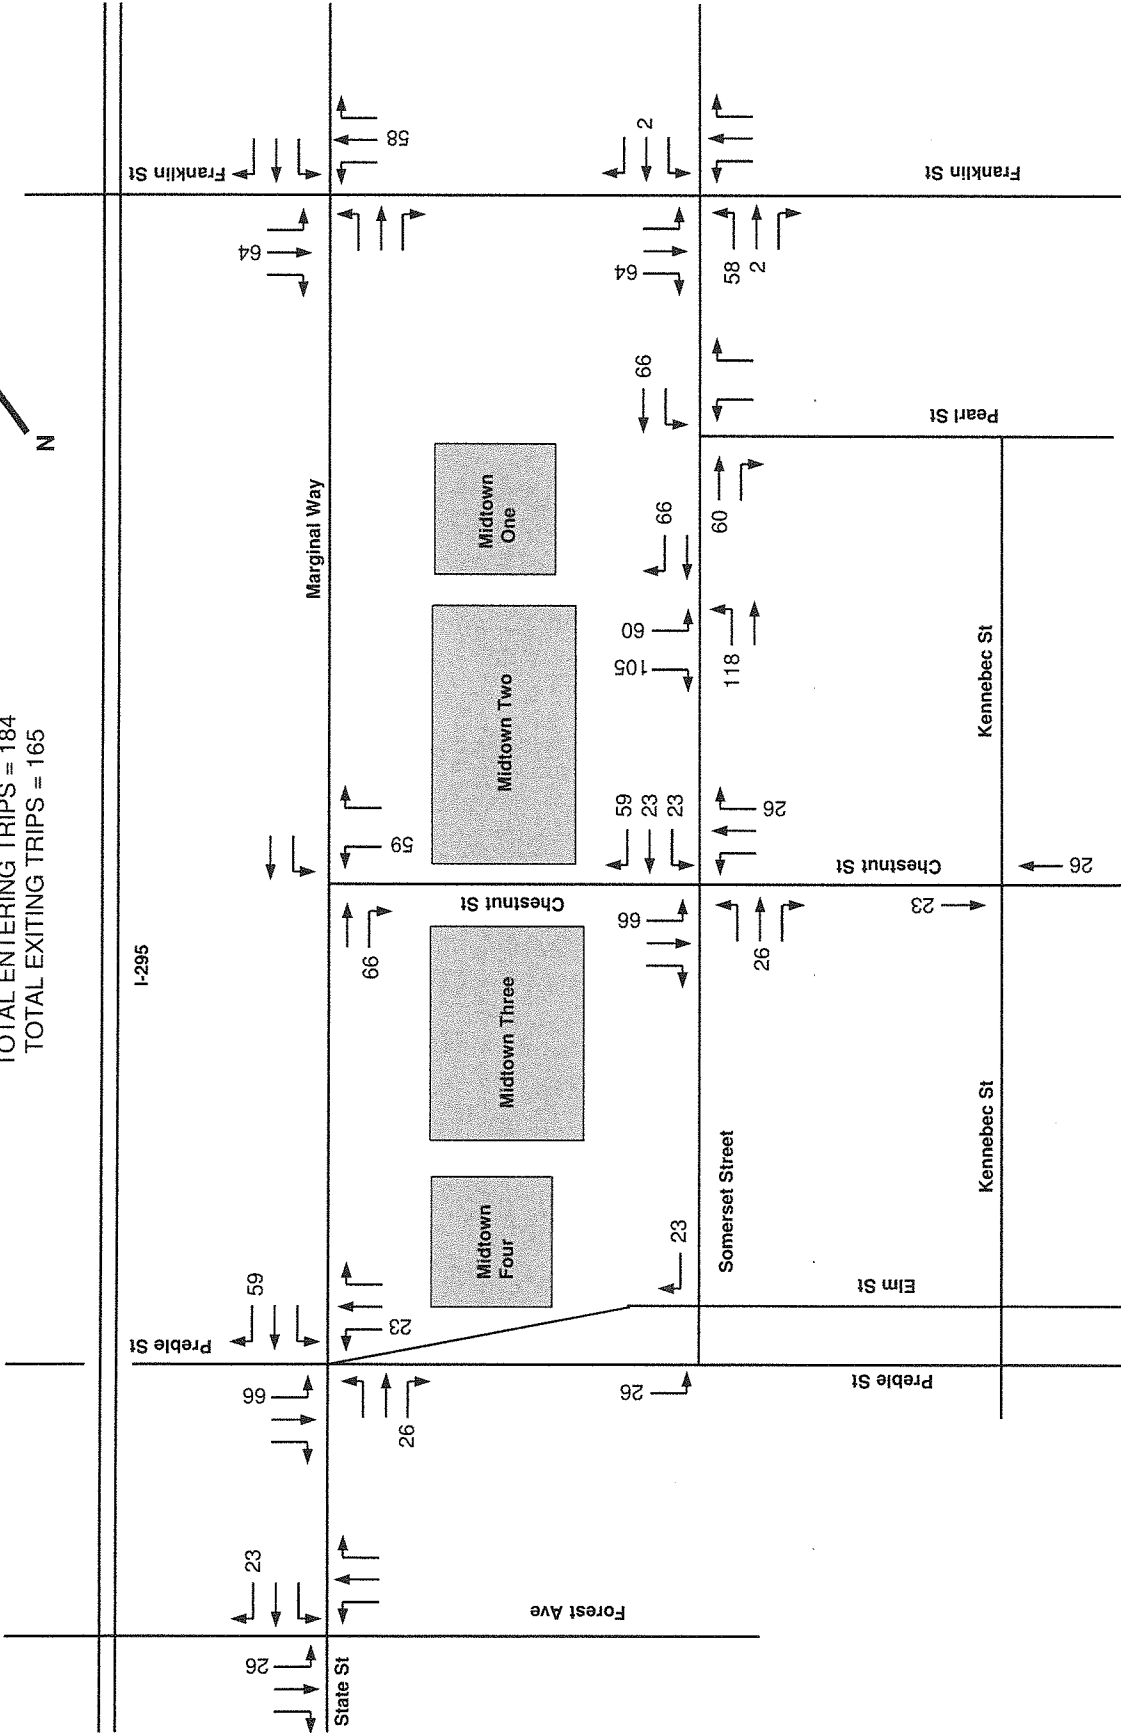 TOTAL ENTERING TRIPS = 184
TOTAL EXITING TRIPS = 165
N
I-295
Franklin St
64
58
Marginal Way
59
66
Preble St
59
66
23
26
23
26
State St
Forest Ave
Midtown
One
Midtown Two
Chestnut St
Midtown Three
Midtown
Four
2
64
58
2
Franklin St
66
60
Pearl St
66
60
105
118
59
23
23
26
66
26
Chestnut St
23
26
Somerset Street
23
26
Elm St
Preble St
Kennebec St
Kennebec St